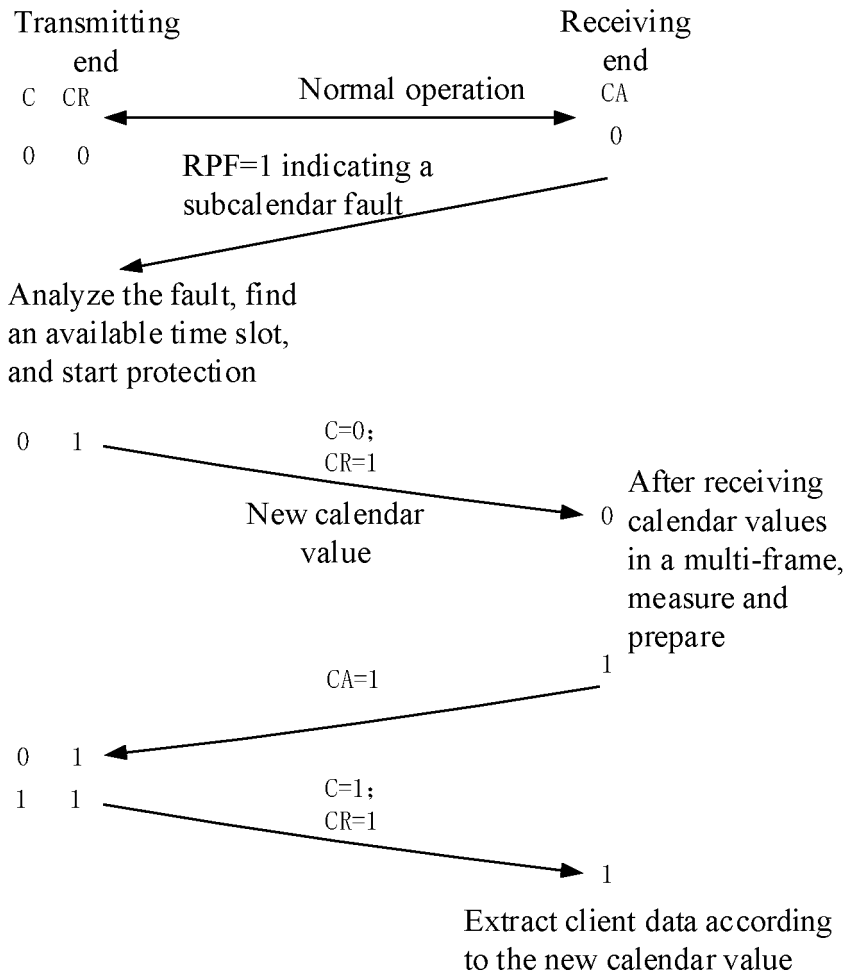 Transmitting
end
Receiving
end
C CR
Normal operation
CA
0 0
0
RPF=1 indicating a
subcalendar fault
Analyze the fault, find
an available time slot,
and start protection
0 1
C=0;
CR=1
New calendar
value
0
After receiving
calendar values
in a multi-frame,
measure and
prepare
1
CA=1
0 1
1 1
C=1;
CR=1
1
Extract client data according
to the new calendar value